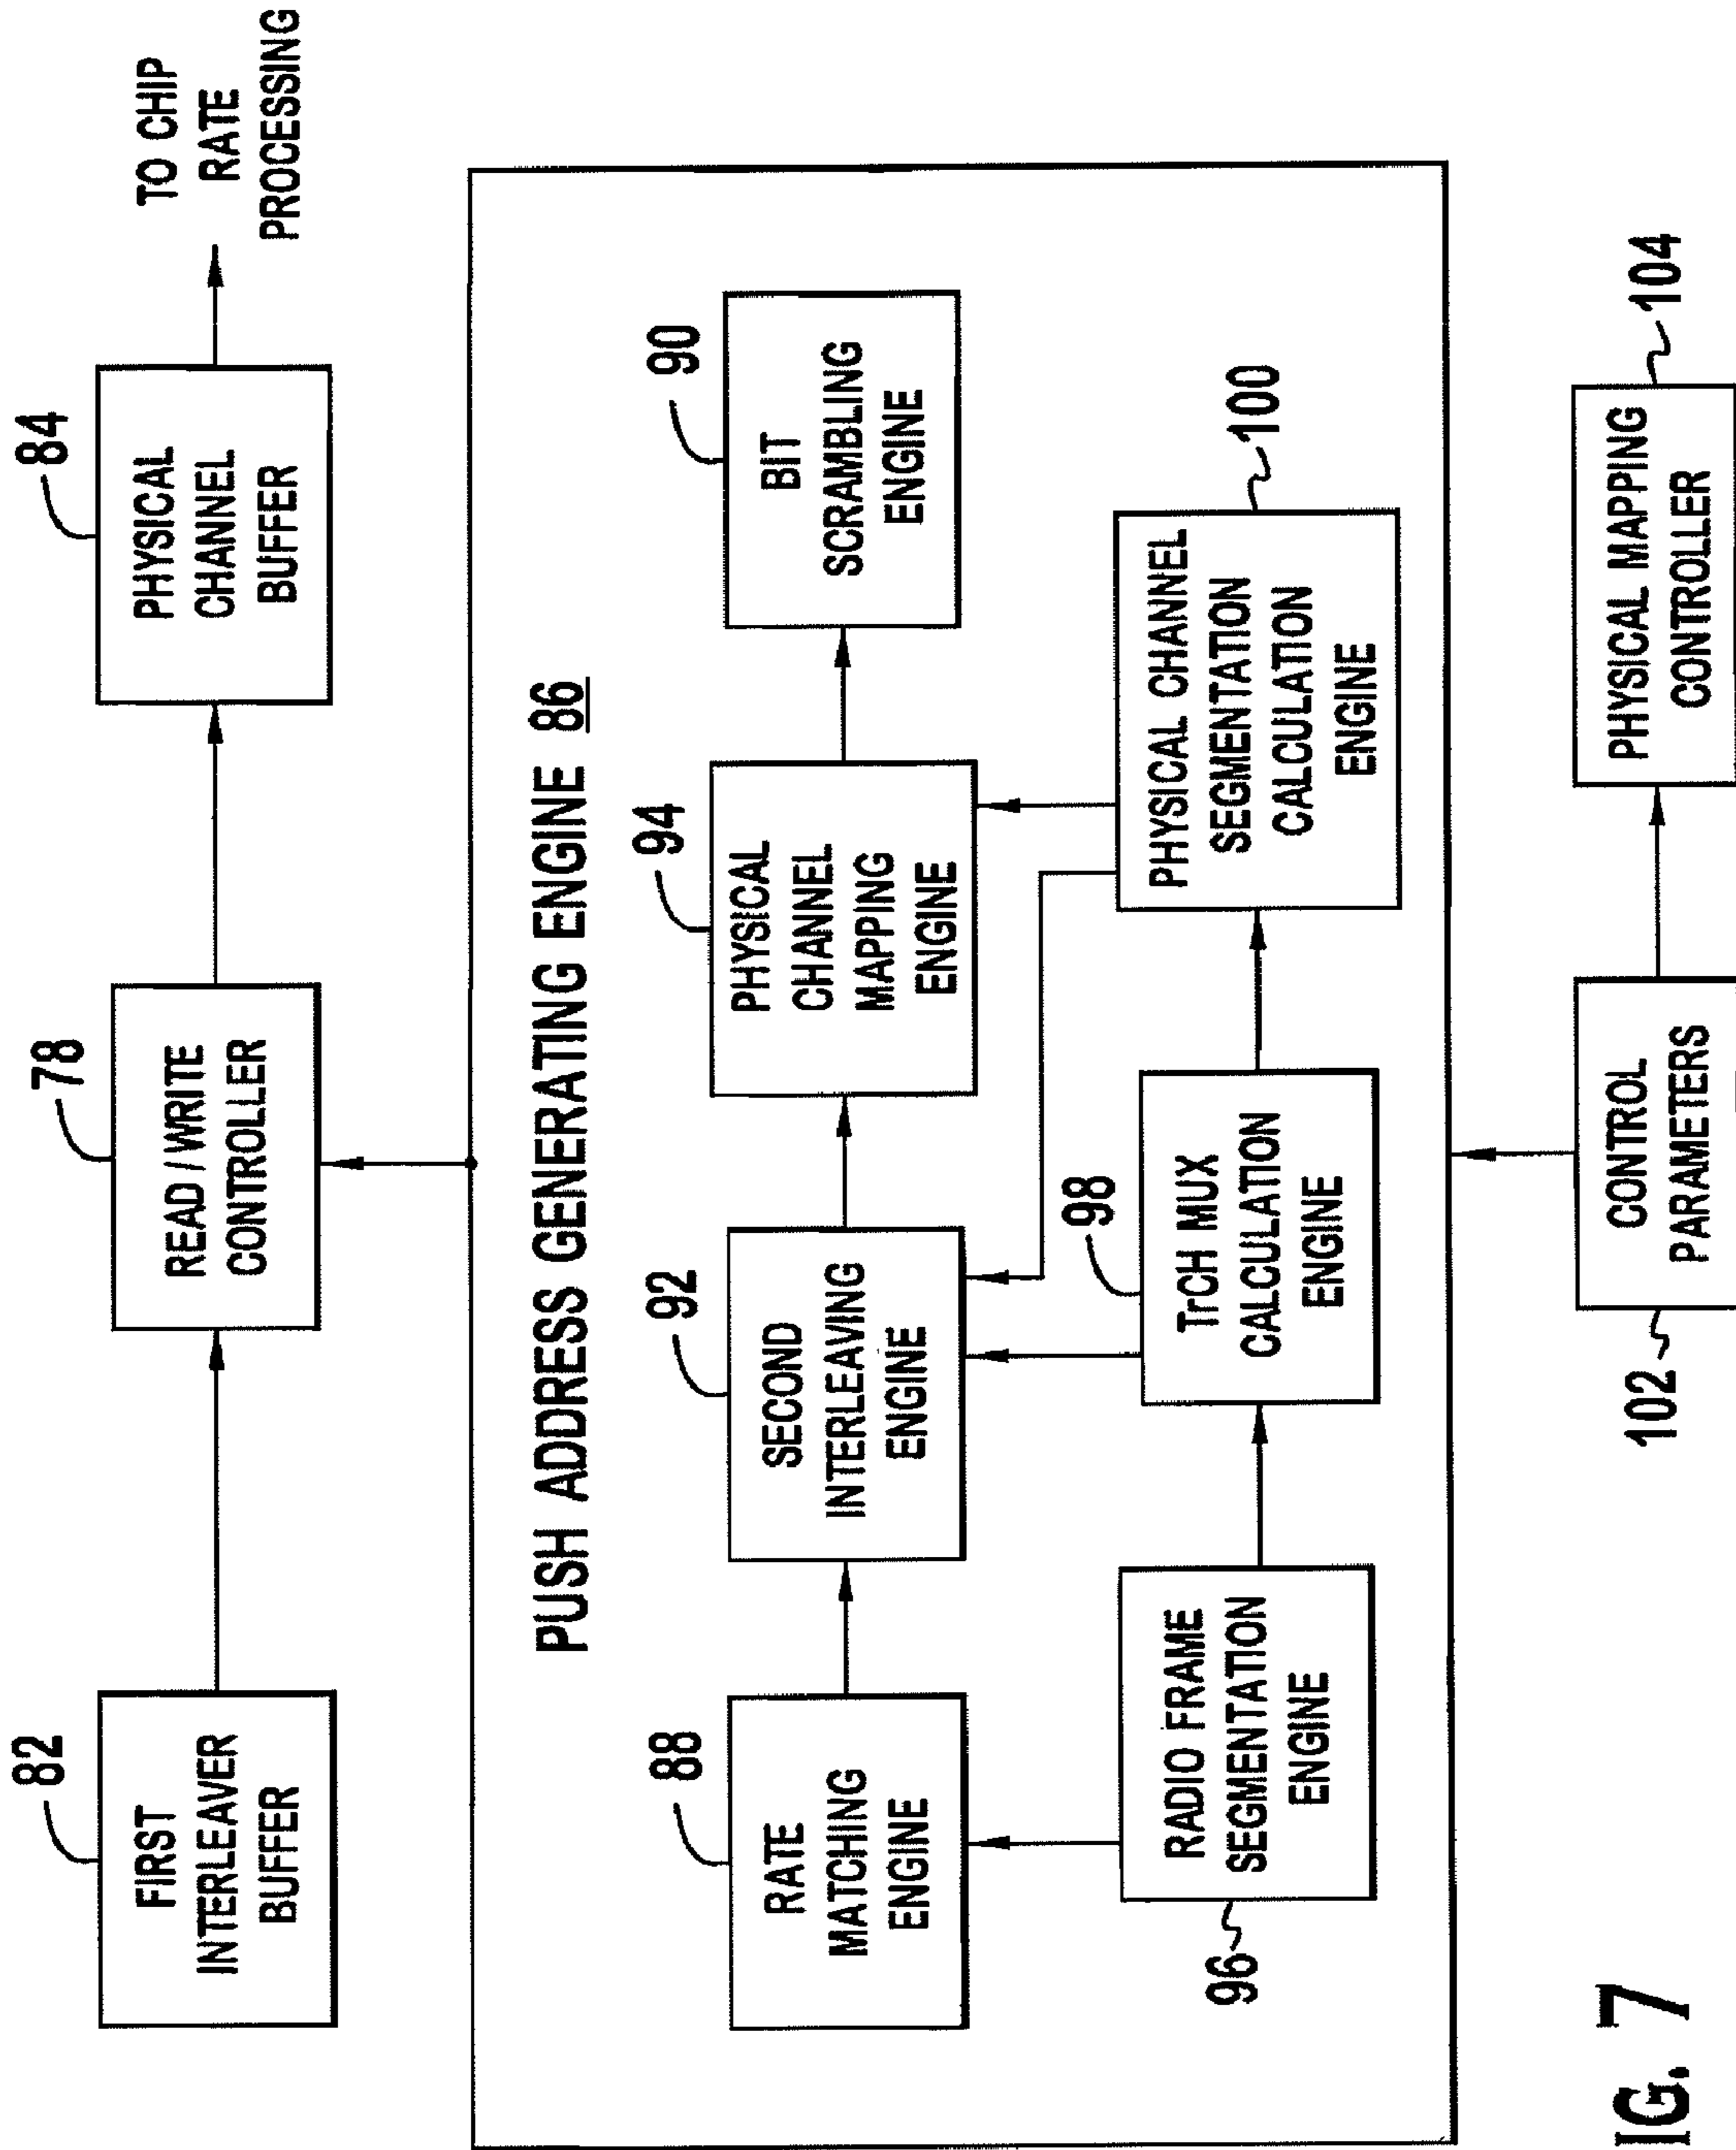 82
FIRST
INTERLEAVER
BUFFER
78
READ / WRITE
CONTROLLER
84
PHYSICAL
CHANNEL
BUFFER
TO CHIP
RATE
PROCESSING
PUSH ADDRESS GENERATING ENGINE 86
88
RATE
MATCHING
ENGINE
92
SECOND
INTERLEAVING
ENGINE
94
PHYSICAL
CHANNEL
MAPPING
ENGINE
90
BIT
SCRAMBLING
ENGINE
96
RADIO FRAME
SEGMENTATION
ENGINE
98
TrCH MUX
CALCULATION
ENGINE
100
PHYSICAL CHANNEL
SEGMENTATION
CALCULATION
ENGINE
102
CONTROL
PARAMETERS
104
PHYSICAL MAPPING
CONTROLLER
IG. 7